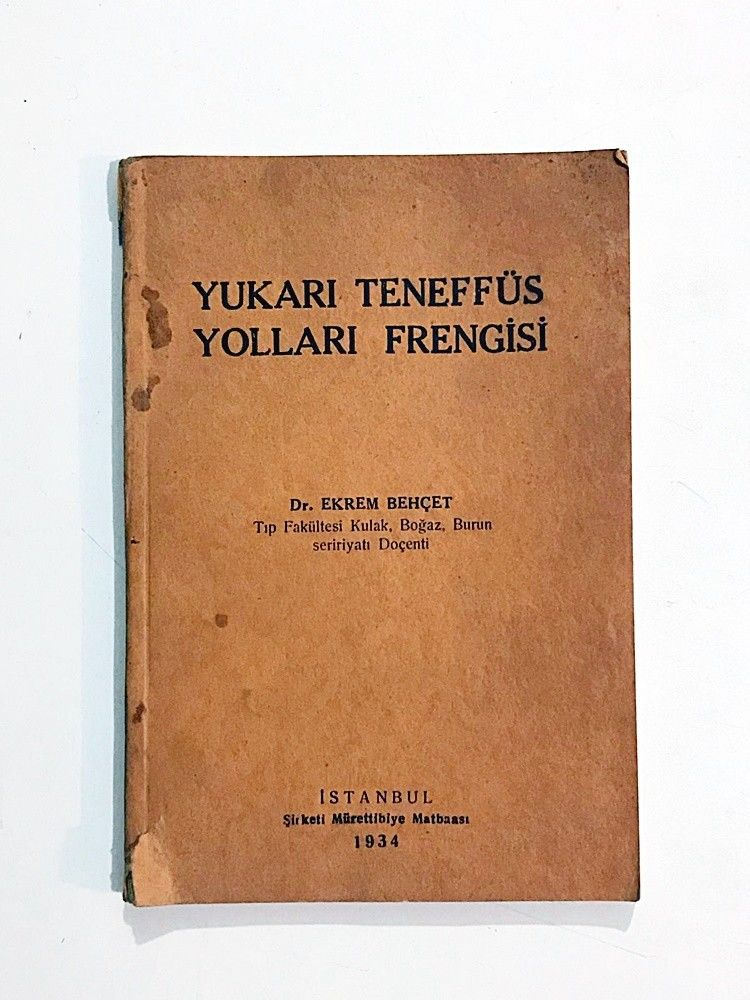 YUKARI TENEFFÜS
YOLLARI FRENGİSİ
Dr. EKREM BEHÇET
Tıp Fakültesi Kulak, Boğaz, Burun
seririyatı Doçenti
İSTANBUL
Şirketi Mürettibiye Matbaası
1934